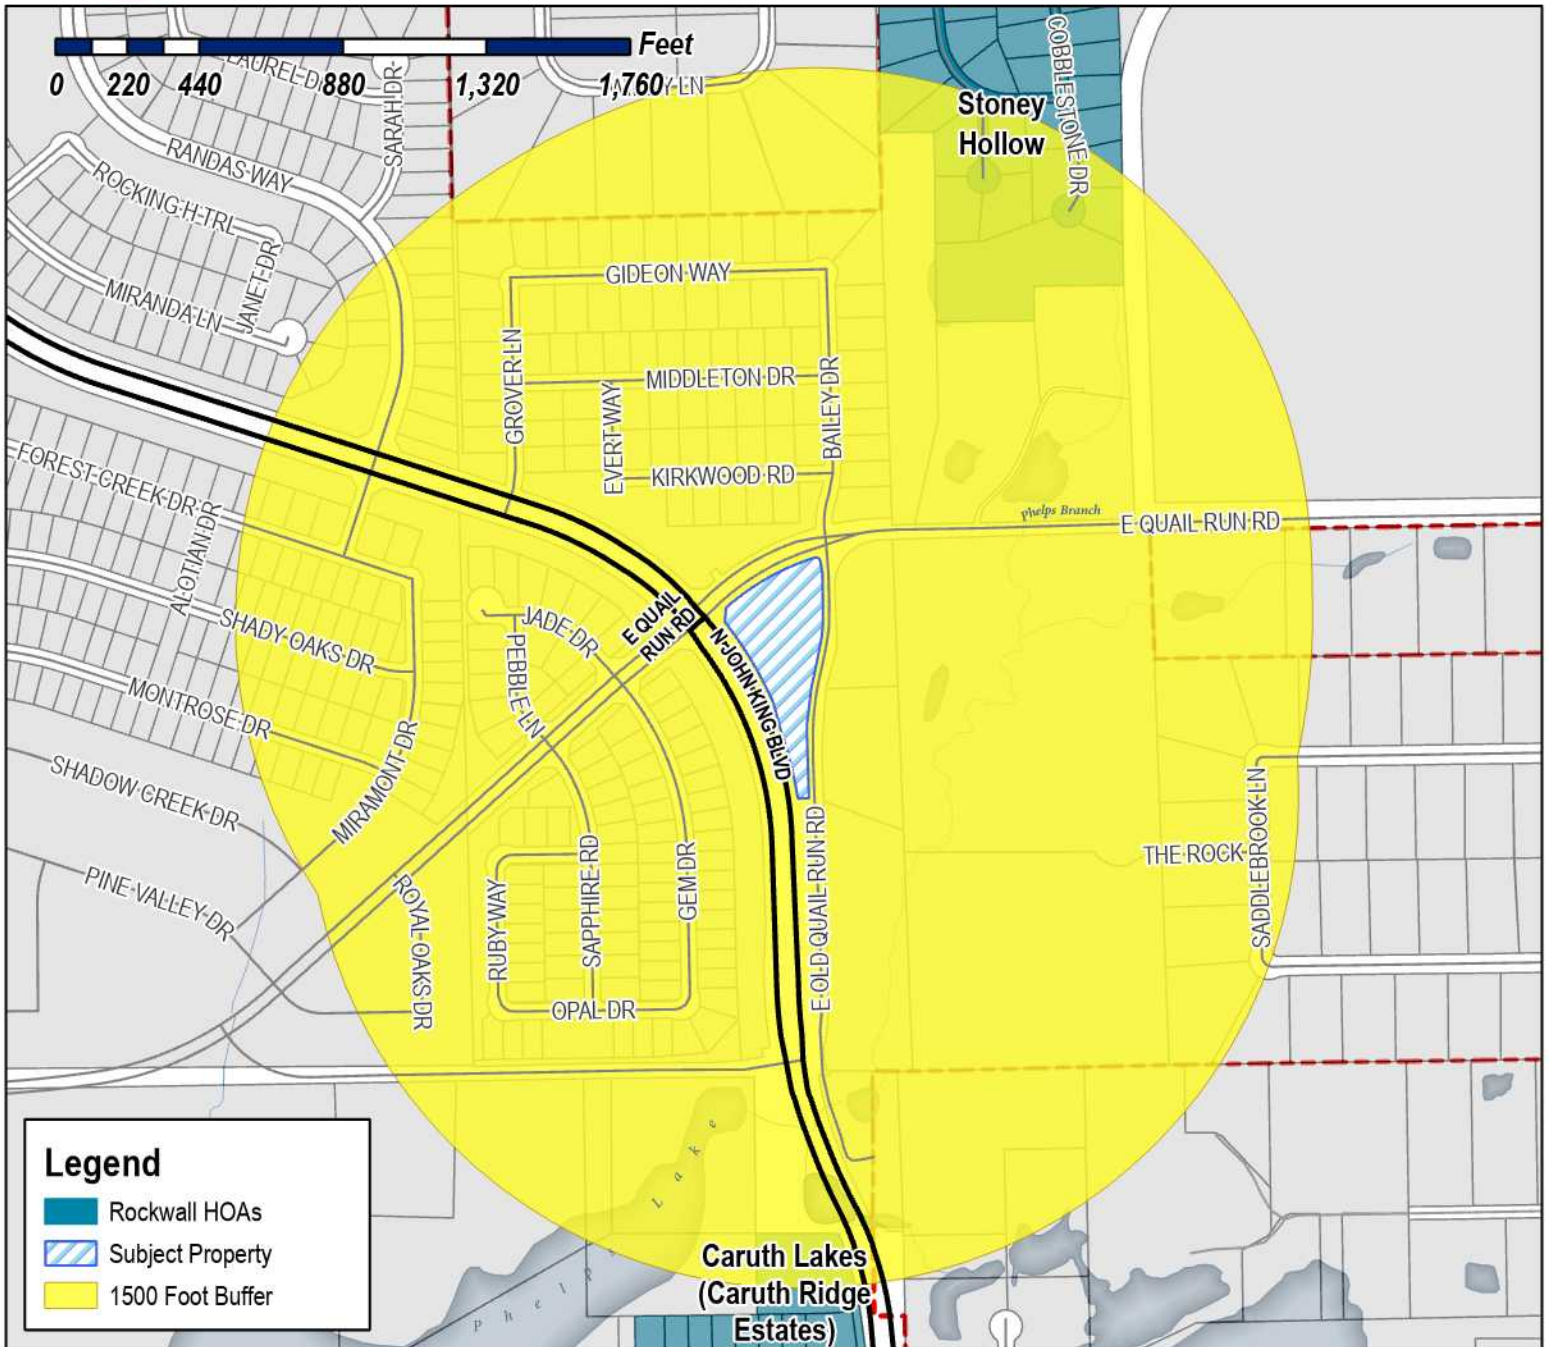 Feet
0 220 440 880 1,320 1,760
LAUREL D
SARAH DR
Y LN
COBBLESTONE DR
Stoney
Hollow
RANDAS WAY
ROCKING H TRL
JANET DR
MIRANDA LN
GIDEON WAY
GROVER LN
MIDDLETON DR
EVERT WAY
BAILEY DR
KIRKWOOD RD
FOREST CREEK DR
ALOTIAN DR
Phelps Branch
E QUAIL RUN RD
SHADY OAKS DR
JADE DR
E QUAIL
RUN RD
PEBBLE LN
N JOHN KING BLVD
MONTROSE DR
MIRAMONT DR
SHADOW CREEK DR
SADDLEBROOK LN
THE ROCK
PINE VALLEY DR
ROYAL OAKS DR
RUBY WAY
SAPPHIRE RD
GEM DR
E OLD QUAIL RUN RD
OPAL DR
Phelps Lake
Legend
Rockwall HOAs
Subject Property
1500 Foot Buffer
Caruth Lakes
(Caruth Ridge
Estates)